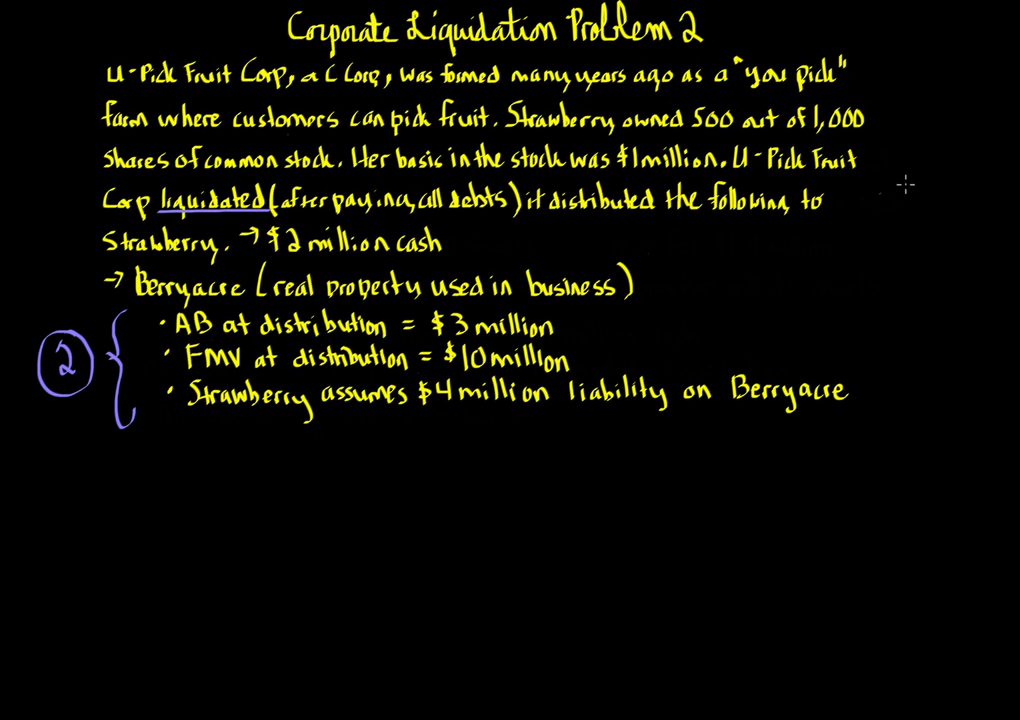 Corporate Liquidation Problem 2
U-Pick Fruit Corp, a C Corp, was formed many years ago as a "you pick"
farm where customers can pick fruit. Strawberry owned 500 out of 1,000
shares of common stock. Her basis in the stock was $1 million. U-Pick Fruit
Corp liquidated (after paying all debts) it distributed the following to
Strawberry. → $2 million cash
→ Berryacre (real property used in business)
• AB at distribution = $3 million
• FMV at distribution = $10 million
2 • Strawberry assumes $4 million liability on Berryacre